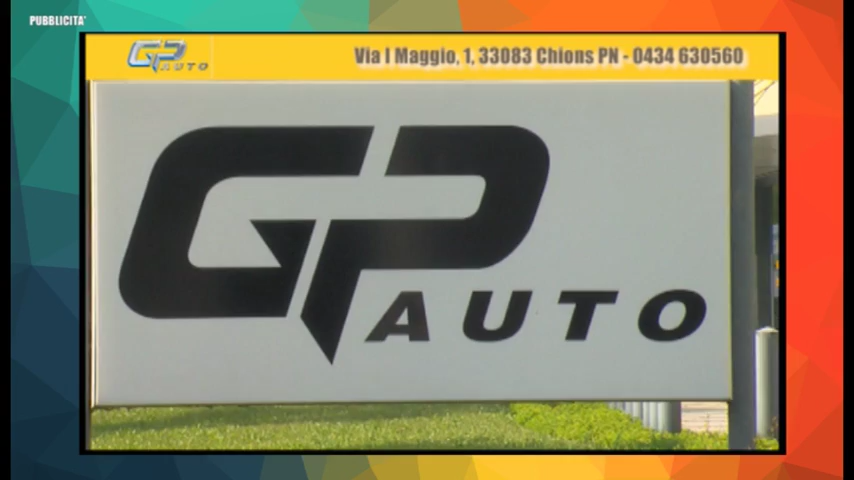 PUBBLICITA'
GP AUTO
Via I Maggio, 1, 33083 Chions PN - 0434 630560
GP
AUTO